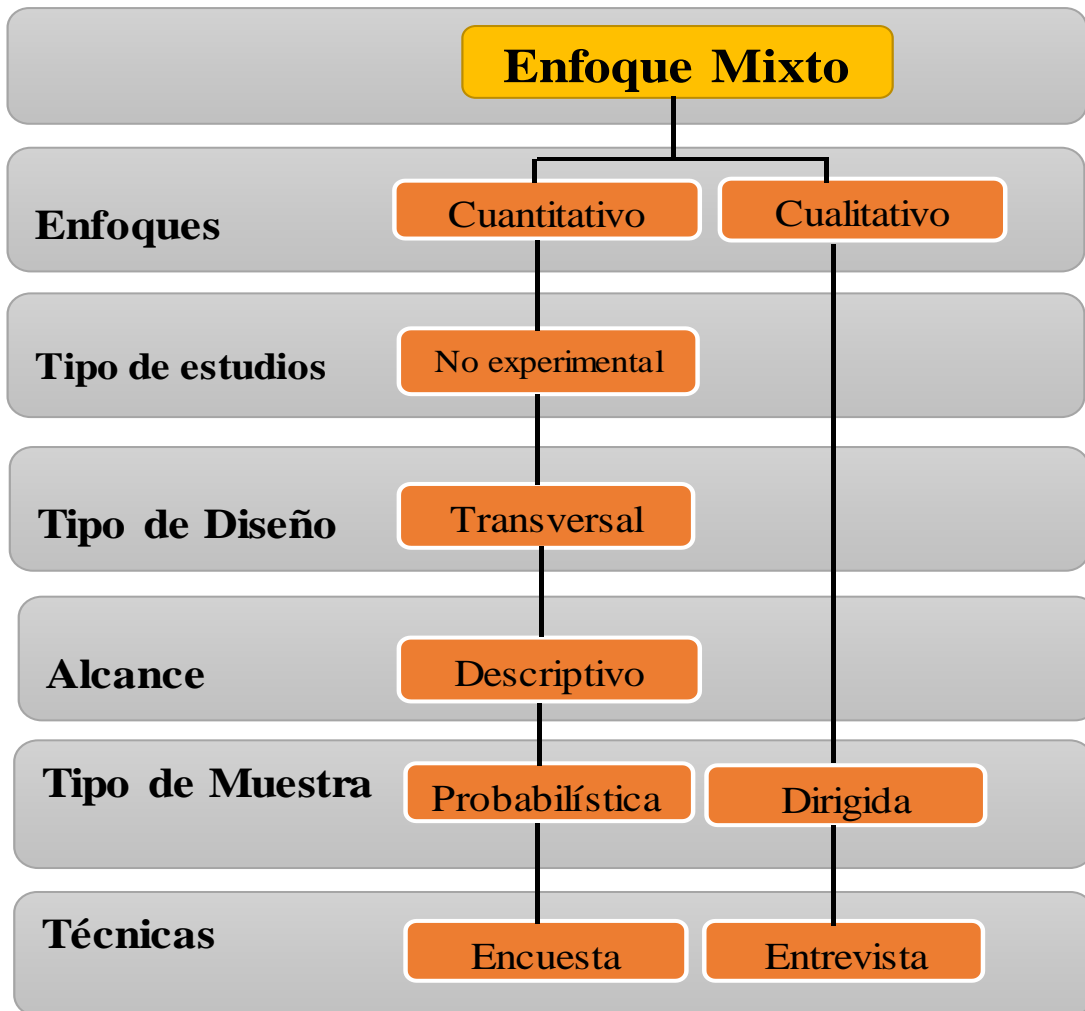 Enfoque Mixto
Enfoques
Cuantitativo
Cualitativo
Tipo de estudios
No experimental
Tipo de Diseño
Transversal
Alcance
Descriptivo
Tipo de Muestra
Probabilística
Dirigida
Técnicas
Encuesta
Entrevista